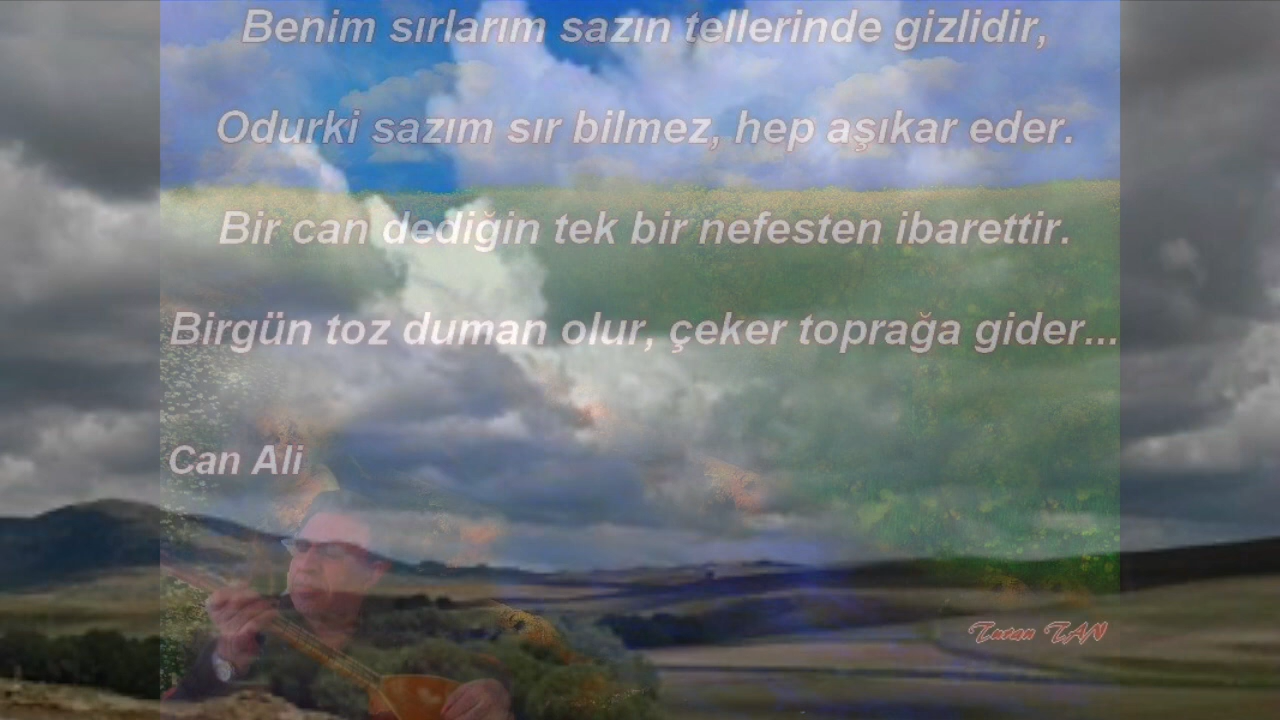 Benim sırlarım sazın tellerinde gizlidir,
Odurki sazım sır bilmez, hep aşıkar eder.
Bir can dediğin tek bir nefesten ibarettir.
Birgün toz duman olur, çeker toprağa gider...
Can Ali
TAN